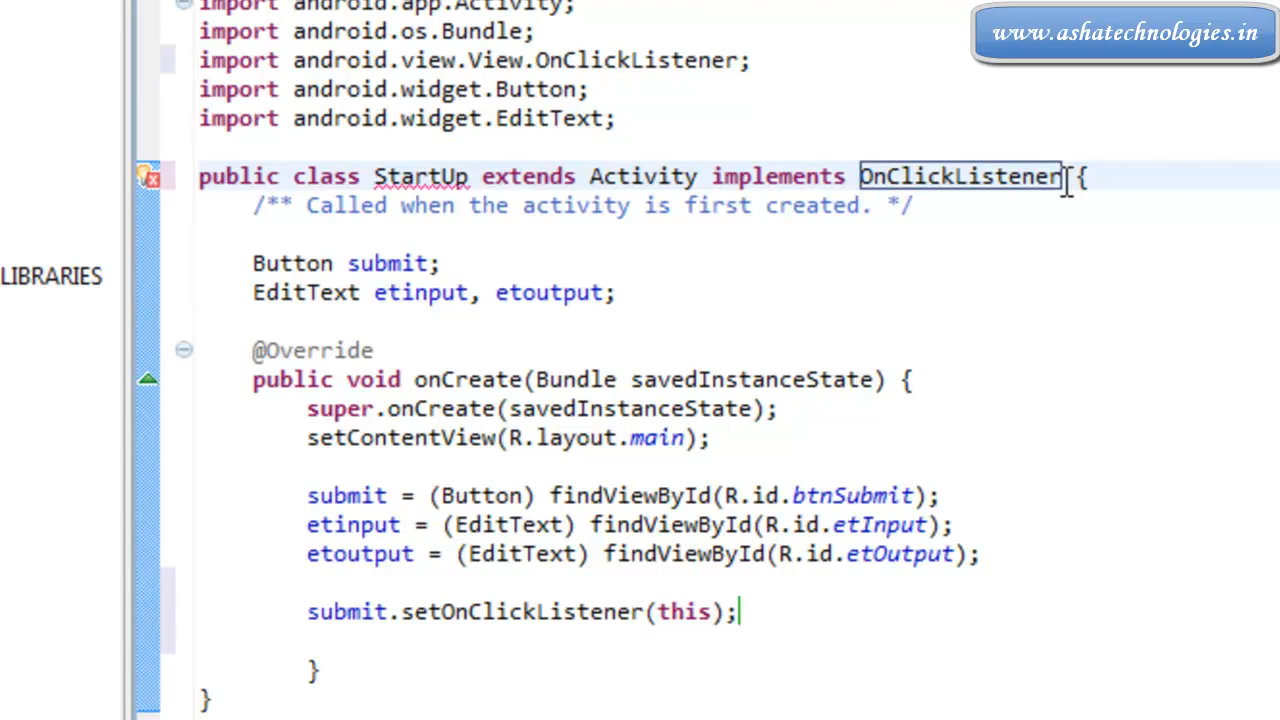 import android.app.Activity;
www.ashatechnologies.in
import android.os.Bundle;
import android.view.View.OnClickListener;
import android.widget.Button;
import android.widget.EditText;
public class StartUp extends Activity implements OnClickListener {
/** Called when the activity is first created. */
Button submit;
LIBRARIES
EditText etinput, etoutput;
@Override
public void onCreate(Bundle savedInstanceState) {
super.onCreate(savedInstanceState);
setContentView(R.layout.main);
submit = (Button) findViewById(R.id.btnSubmit);
etinput = (EditText) findViewById(R.id.etInput);
etoutput = (EditText) findViewById(R.id.etOutput);
submit.setOnClickListener(this);
}
}